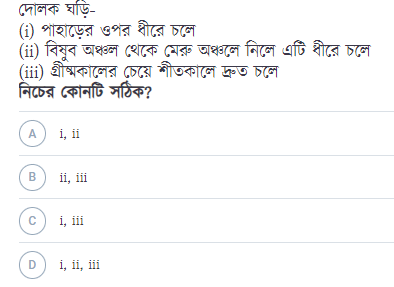 দোলক ঘড়ি-
(i) পাহাড়ের ওপর ধীরে চলে
(ii) বিষুব অঞ্চল থেকে মেরু অঞ্চলে নিলে এটি ধীরে চলে
(iii) গ্রীষ্মকালের চেয়ে শীতকালে দ্রুত চলে
নিচের কোনটি সঠিক?
A i, ii
B ii, iii
C i, iii
D i, ii, iii